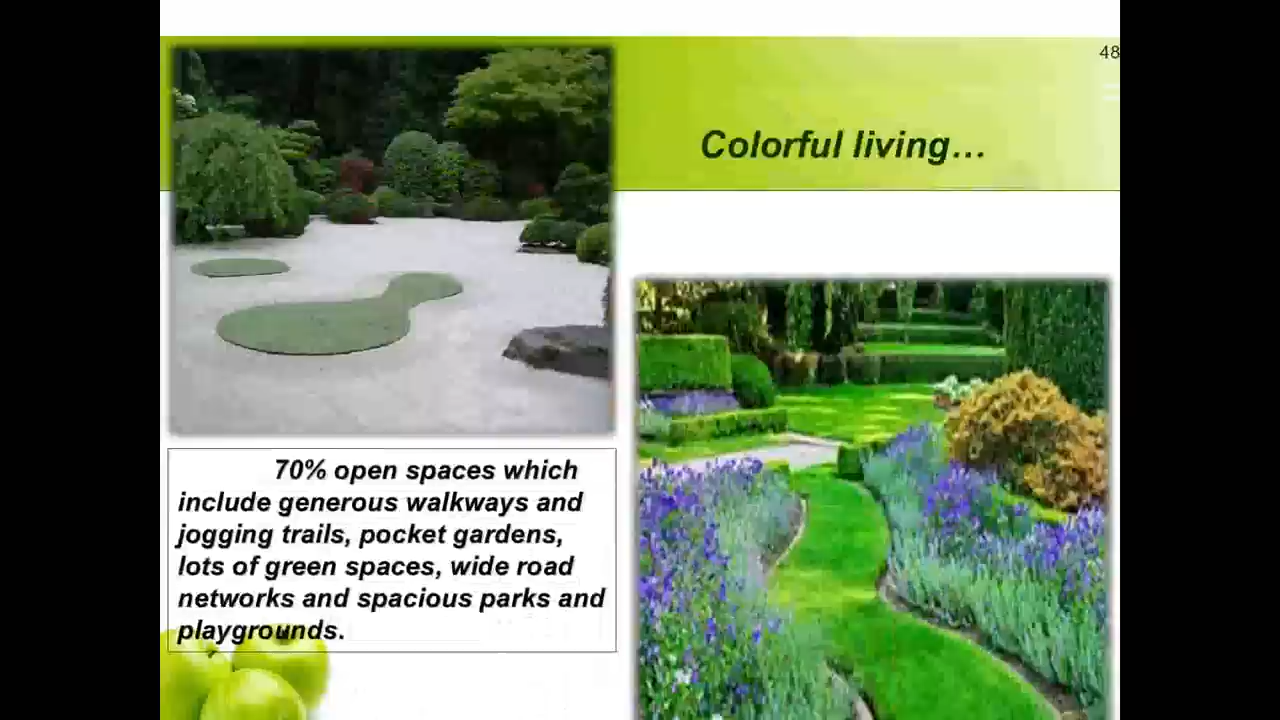 48
Colorful living…
70% open spaces which
include generous walkways and
jogging trails, pocket gardens,
lots of green spaces, wide road
networks and spacious parks and
playgrounds.